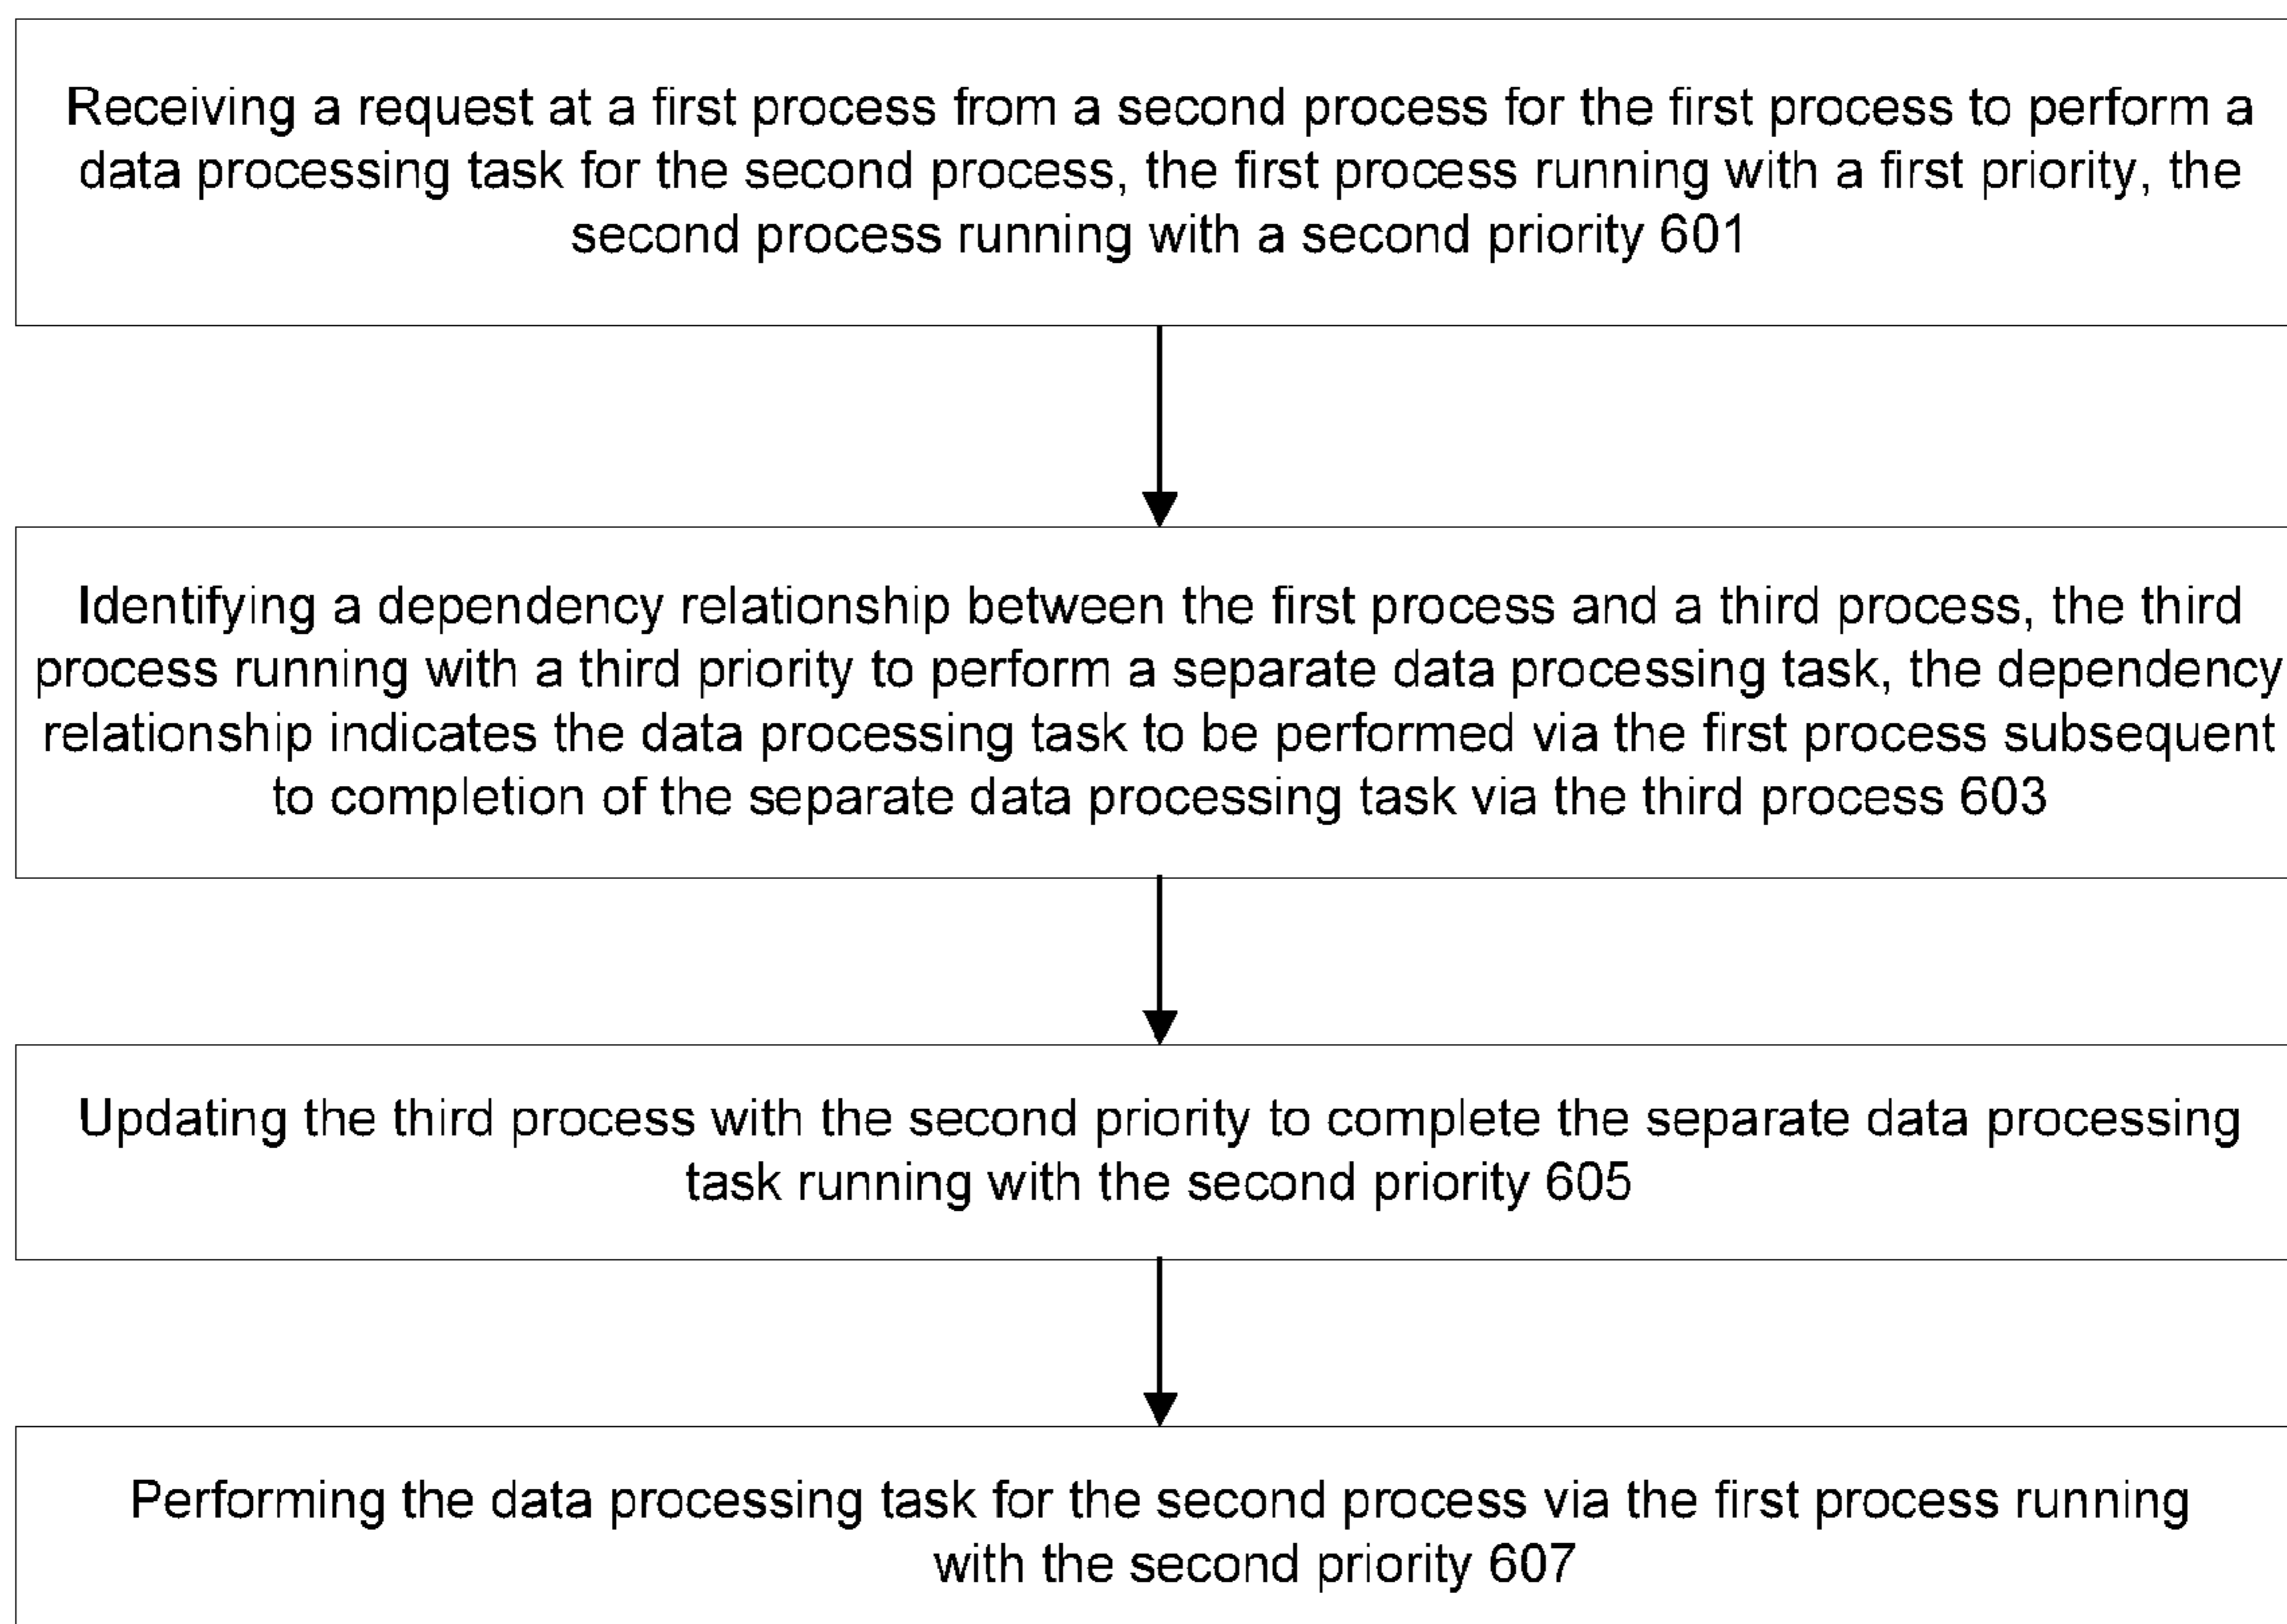 Receiving a request at a first process from a second process for the first process to perform a
data processing task for the second process, the first process running with a first priority, the
second process running with a second priority 601
Identifying a dependency relationship between the first process and a third process, the third
process running with a third priority to perform a separate data processing task, the dependency
relationship indicates the data processing task to be performed via the first process subsequent
to completion of the separate data processing task via the third process 603
Updating the third process with the second priority to complete the separate data processing
task running with the second priority 605
Performing the data processing task for the second process via the first process running
with the second priority 607